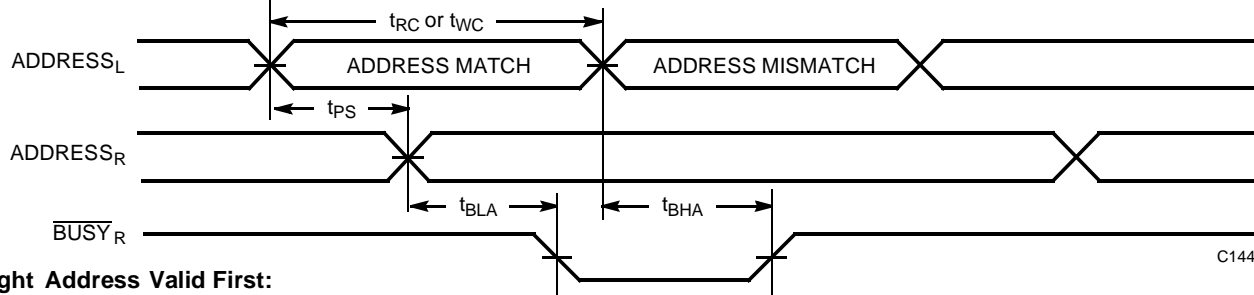 tRC or tWC
ADDRESSL
ADDRESS MATCH
ADDRESS MISMATCH
tPS
ADDRESSR
tBLA
tBHA
BUSYR
C144
ght Address Valid First: